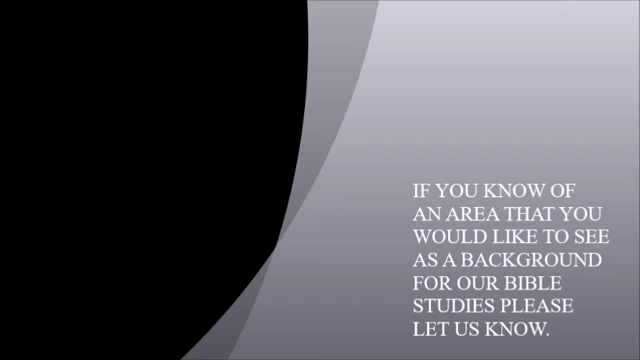 IF YOU KNOW OF
AN AREA THAT YOU
WOULD LIKE TO SEE
AS A BACKGROUND
FOR OUR BIBLE
STUDIES PLEASE
LET US KNOW.